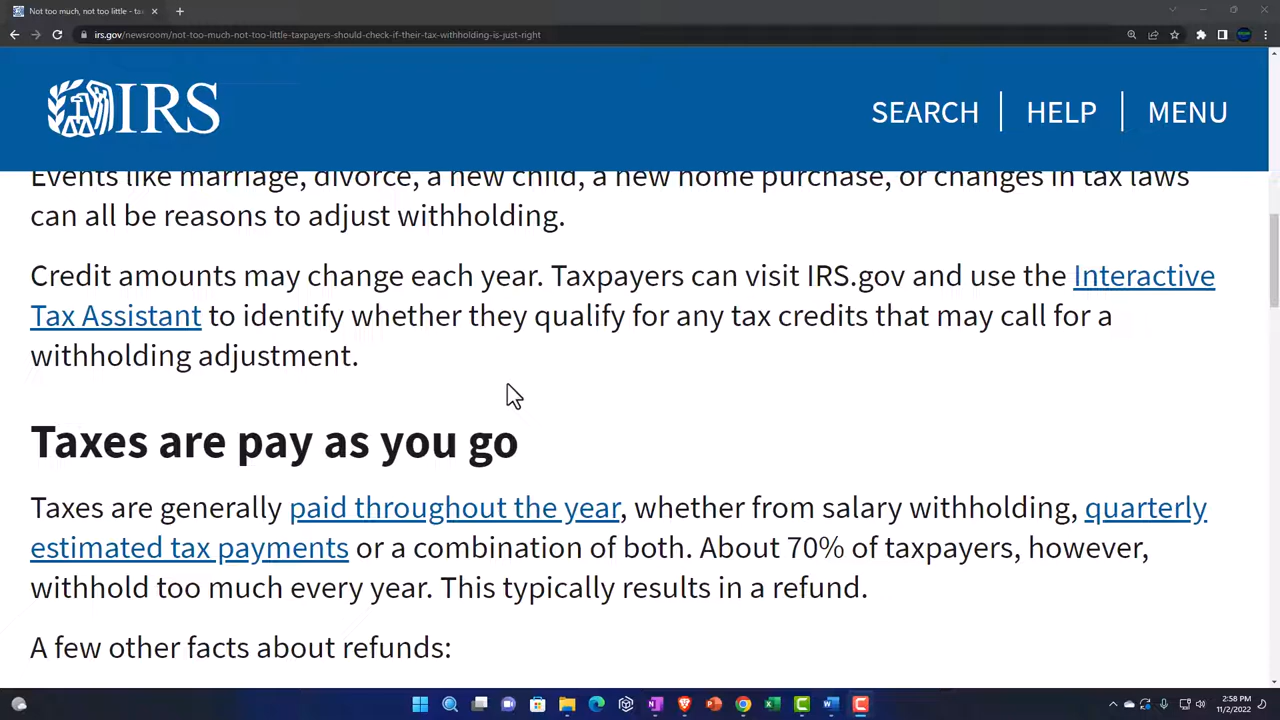 Not too much, not too little - tax
irs.gov/newsroom/not-too-much-not-too-little-taxpayers-should-check-if-their-tax-withholding-is-just-right
IRS
SEARCH
HELP
MENU
Events like marriage, divorce, a new child, a new home purchase, or changes in tax laws
can all be reasons to adjust withholding.
Credit amounts may change each year. Taxpayers can visit IRS.gov and use the Interactive
Tax Assistant to identify whether they qualify for any tax credits that may call for a
withholding adjustment.
Taxes are pay as you go
Taxes are generally paid throughout the year, whether from salary withholding, quarterly
estimated tax payments or a combination of both. About 70% of taxpayers, however,
withhold too much every year. This typically results in a refund.
A few other facts about refunds:
2:58 PM
11/2/2022